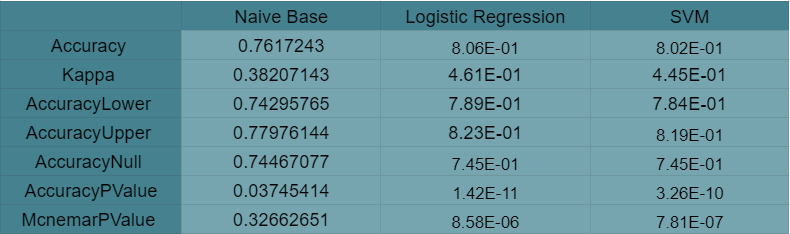 Naive Base Logistic Regression SVM
Accuracy 0.7617243 8.06E-01 8.02E-01
Kappa 0.38207143 4.61E-01 4.45E-01
AccuracyLower 0.74295765 7.89E-01 7.84E-01
AccuracyUpper 0.77976144 8.23E-01 8.19E-01
AccuracyNull 0.74467077 7.45E-01 7.45E-01
AccuracyPValue 0.03745414 1.42E-11 3.26E-10
McnemarPValue 0.32662651 8.58E-06 7.81E-07